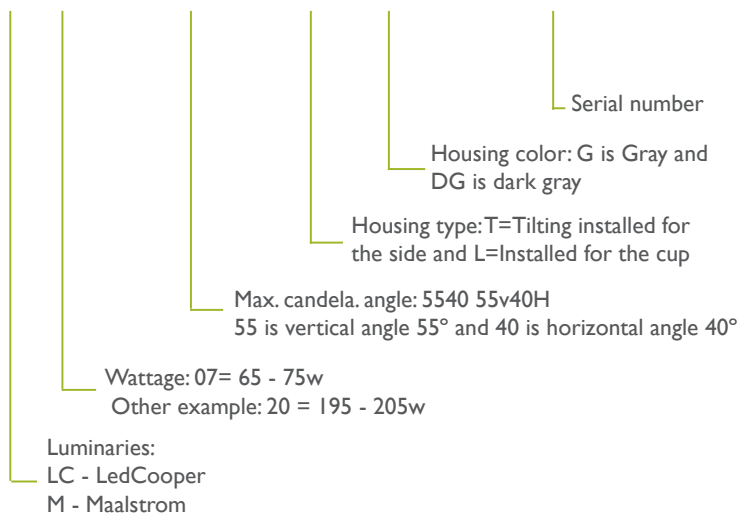 Serial number
Housing color: G is Gray and
DG is dark gray
Housing type: T=Tilting installed for
the side and L=Installed for the cup
Max. candela. angle: 5540 55v40H
55 is vertical angle 55º and 40 is horizontal angle 40º
Wattage: 07= 65 - 75w
Other example: 20 = 195 - 205w
Luminaries:
LC - LedCooper
M - Maalstrom